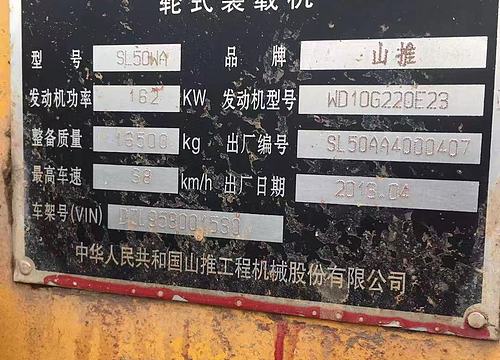 轮式装载机
型号 SL50WA 品牌 山推
发动机功率 162 KW 发动机型号 WD10G220E23
整备质量 16500 kg 出厂编号 SL50AA4000407
最高车速 38 km/h 出厂日期 2013.04
车架号(VIN)
中华人民共和国山推工程机械股份有限公司